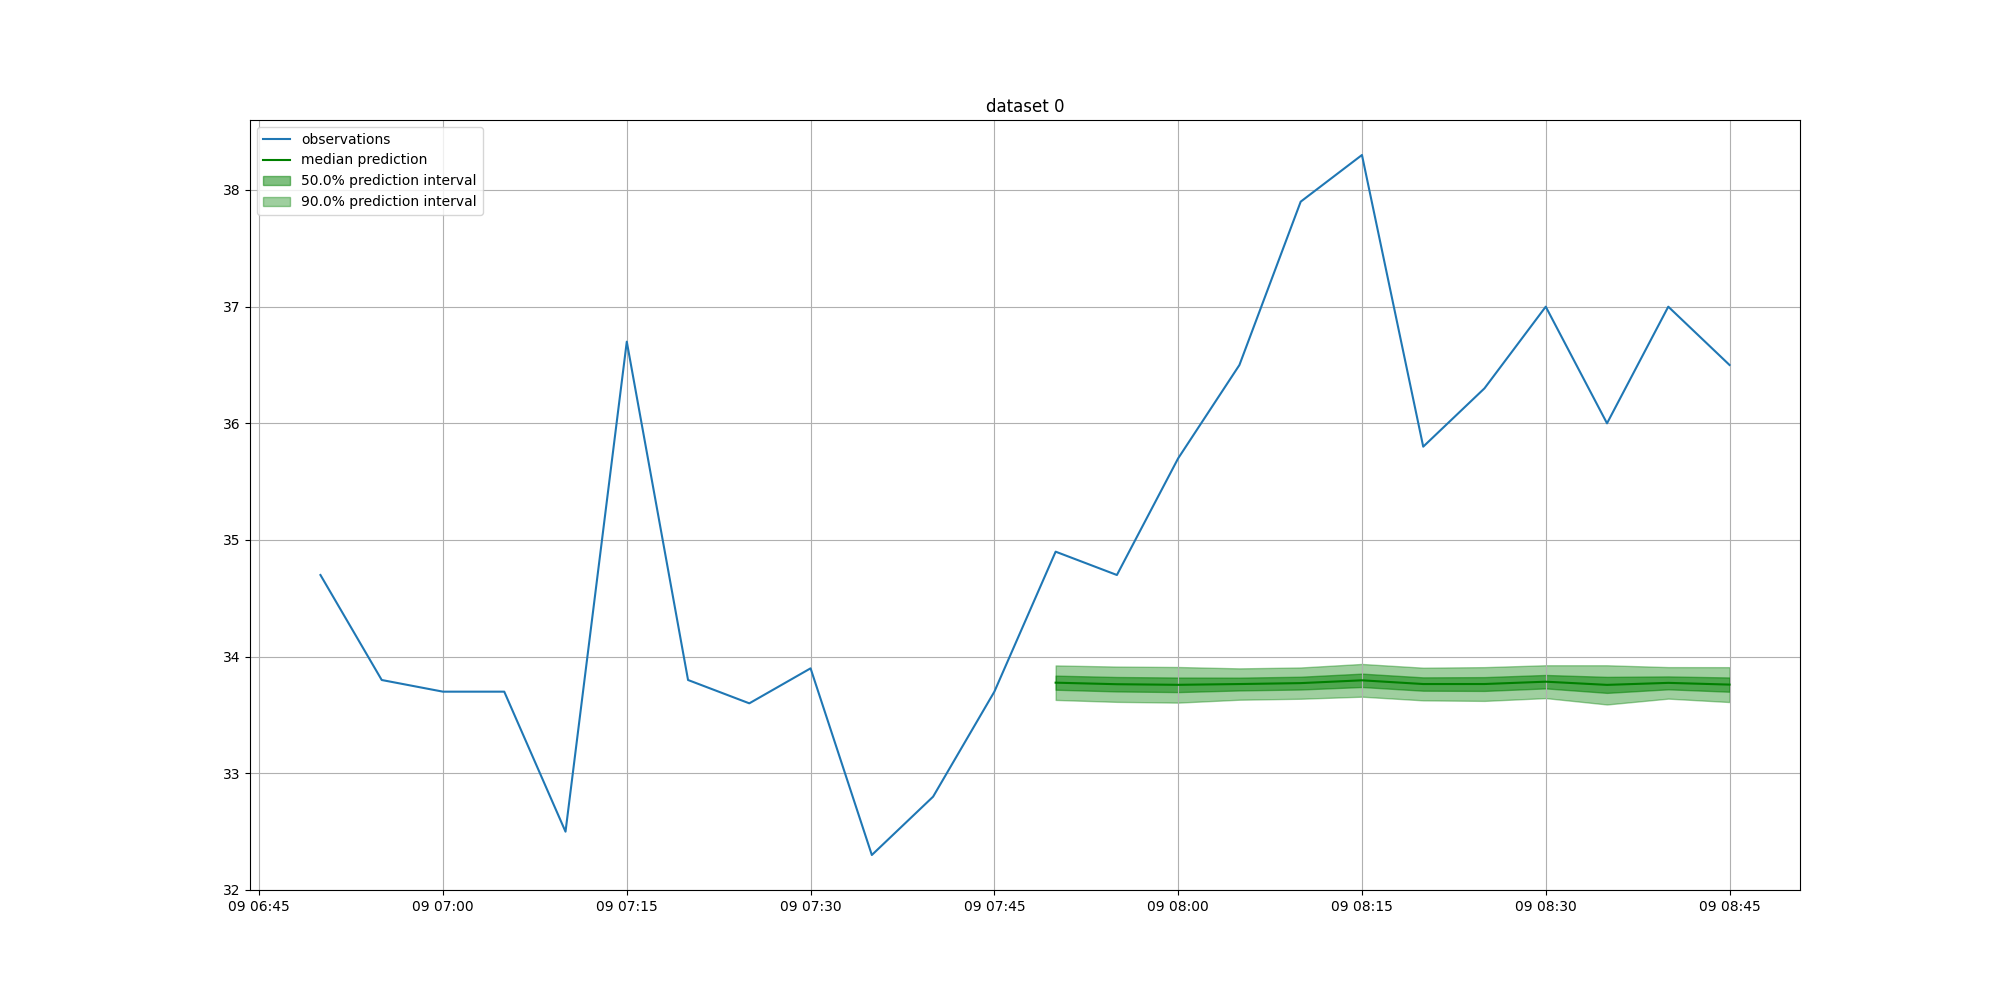 dataset 0
observations
median prediction
50.0% prediction interval
90.0% prediction interval
38
37
36
35
34
33
32
09 06:45 09 07:00 09 07:15 09 07:30 09 07:45 09 08:00 09 08:15 09 08:30 09 08:45